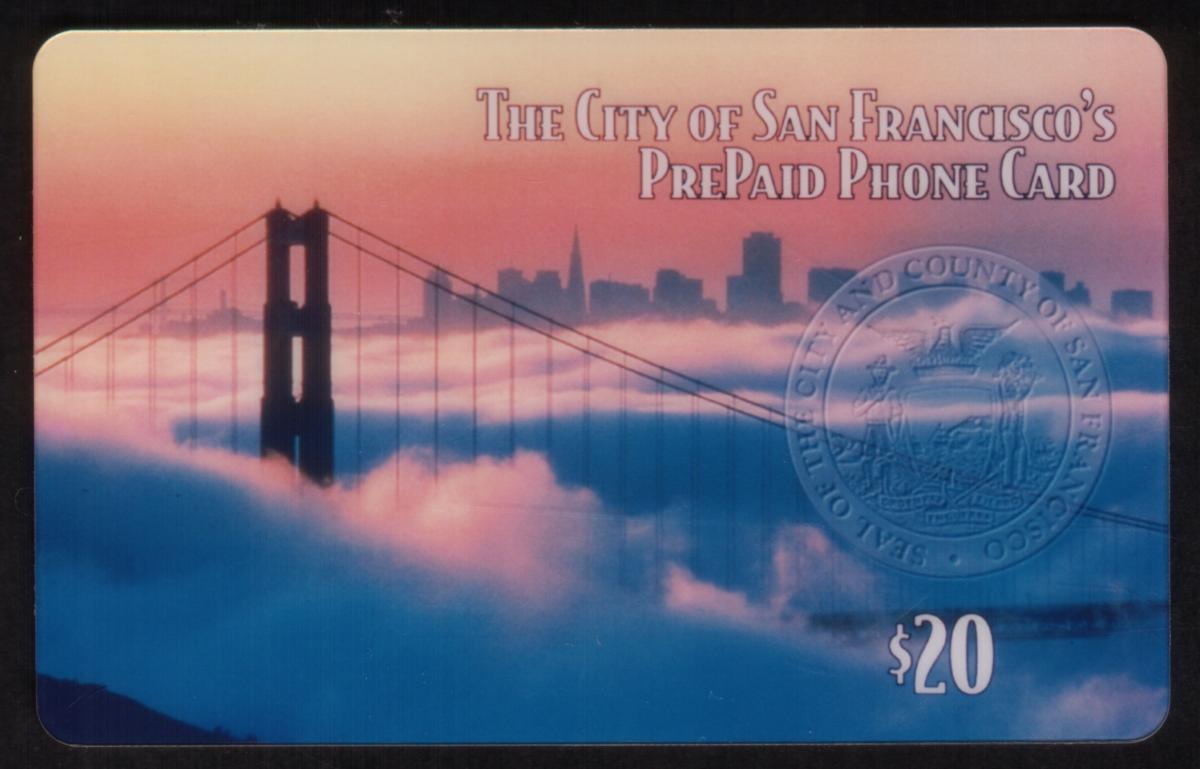 The City of San Francisco's
PrePaid Phone Card
SEAL OF THE CITY AND COUNTY OF SAN FRANCISCO
$20